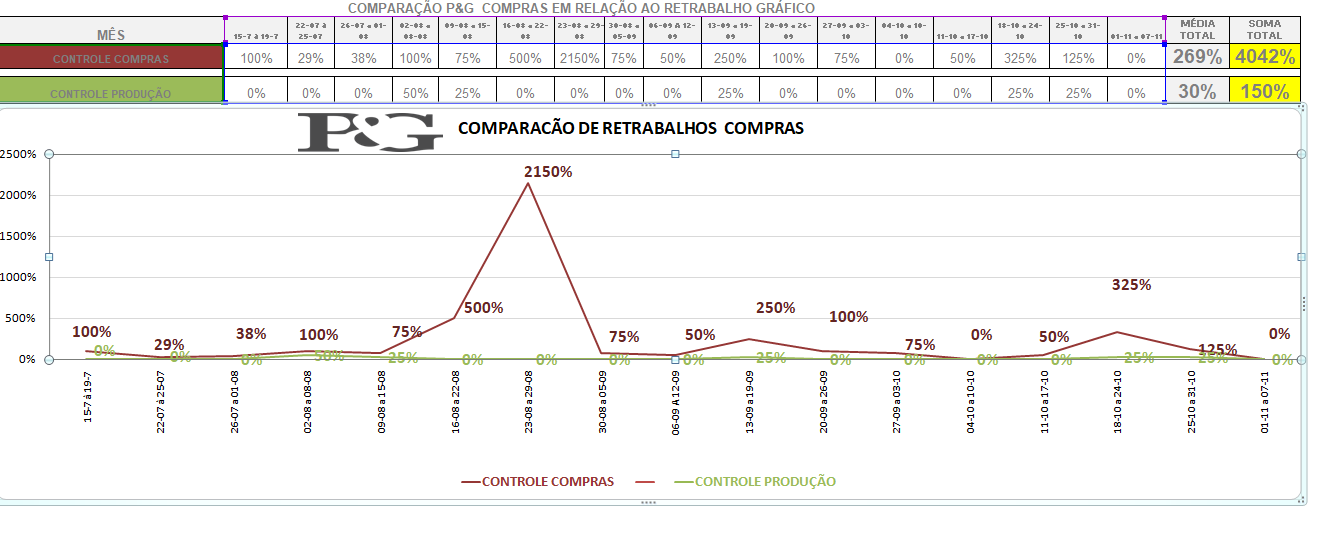 COMPARAÇÃO P&G COMPRAS EM RELAÇÃO AO RETRABALHO GRÁFICO
MÊS 15-7 à 19-7 22-07 à 25-07 26-07 a 01-08 02-08 a 08-08 09-08 a 15-08 16-08 a 22-08 23-08 a 29-08 30-08 a 05-09 06-09 A 12-09 13-09 a 19-09 20-09 a 26-09 27-09 a 03-10 04-10 a 10-10 11-10 a 17-10 18-10 a 24-10 25-10 a 31-10 01-11 a 07-11 MÉDIA TOTAL SOMA TOTAL
CONTROLE COMPRAS 100% 29% 38% 100% 75% 500% 2150% 75% 50% 250% 100% 75% 0% 50% 325% 125% 0% 269% 4042%
CONTROLE PRODUÇÃO 0% 0% 0% 50% 25% 0% 0% 0% 0% 25% 0% 0% 0% 0% 25% 25% 0% 30% 150%
P&G COMPARACÃO DE RETRABALHOS COMPRAS
2500%
2000%
1500%
1000%
500%
0%
100% 29% 38% 100% 75% 500% 2150% 75% 50% 250% 100% 75% 0% 50% 325% 125% 0%
0% 0% 0% 50% 25% 0% 0% 0% 0% 25% 0% 0% 0% 0% 25% 25% 0%
15-7 à 19-7
22-07 à 25-07
26-07 a 01-08
02-08 a 08-08
09-08 a 15-08
16-08 a 22-08
23-08 a 29-08
30-08 a 05-09
06-09 A 12-09
13-09 a 19-09
20-09 a 26-09
27-09 a 03-10
04-10 a 10-10
11-10 a 17-10
18-10 a 24-10
25-10 a 31-10
01-11 a 07-11
CONTROLE COMPRAS CONTROLE PRODUÇÃO